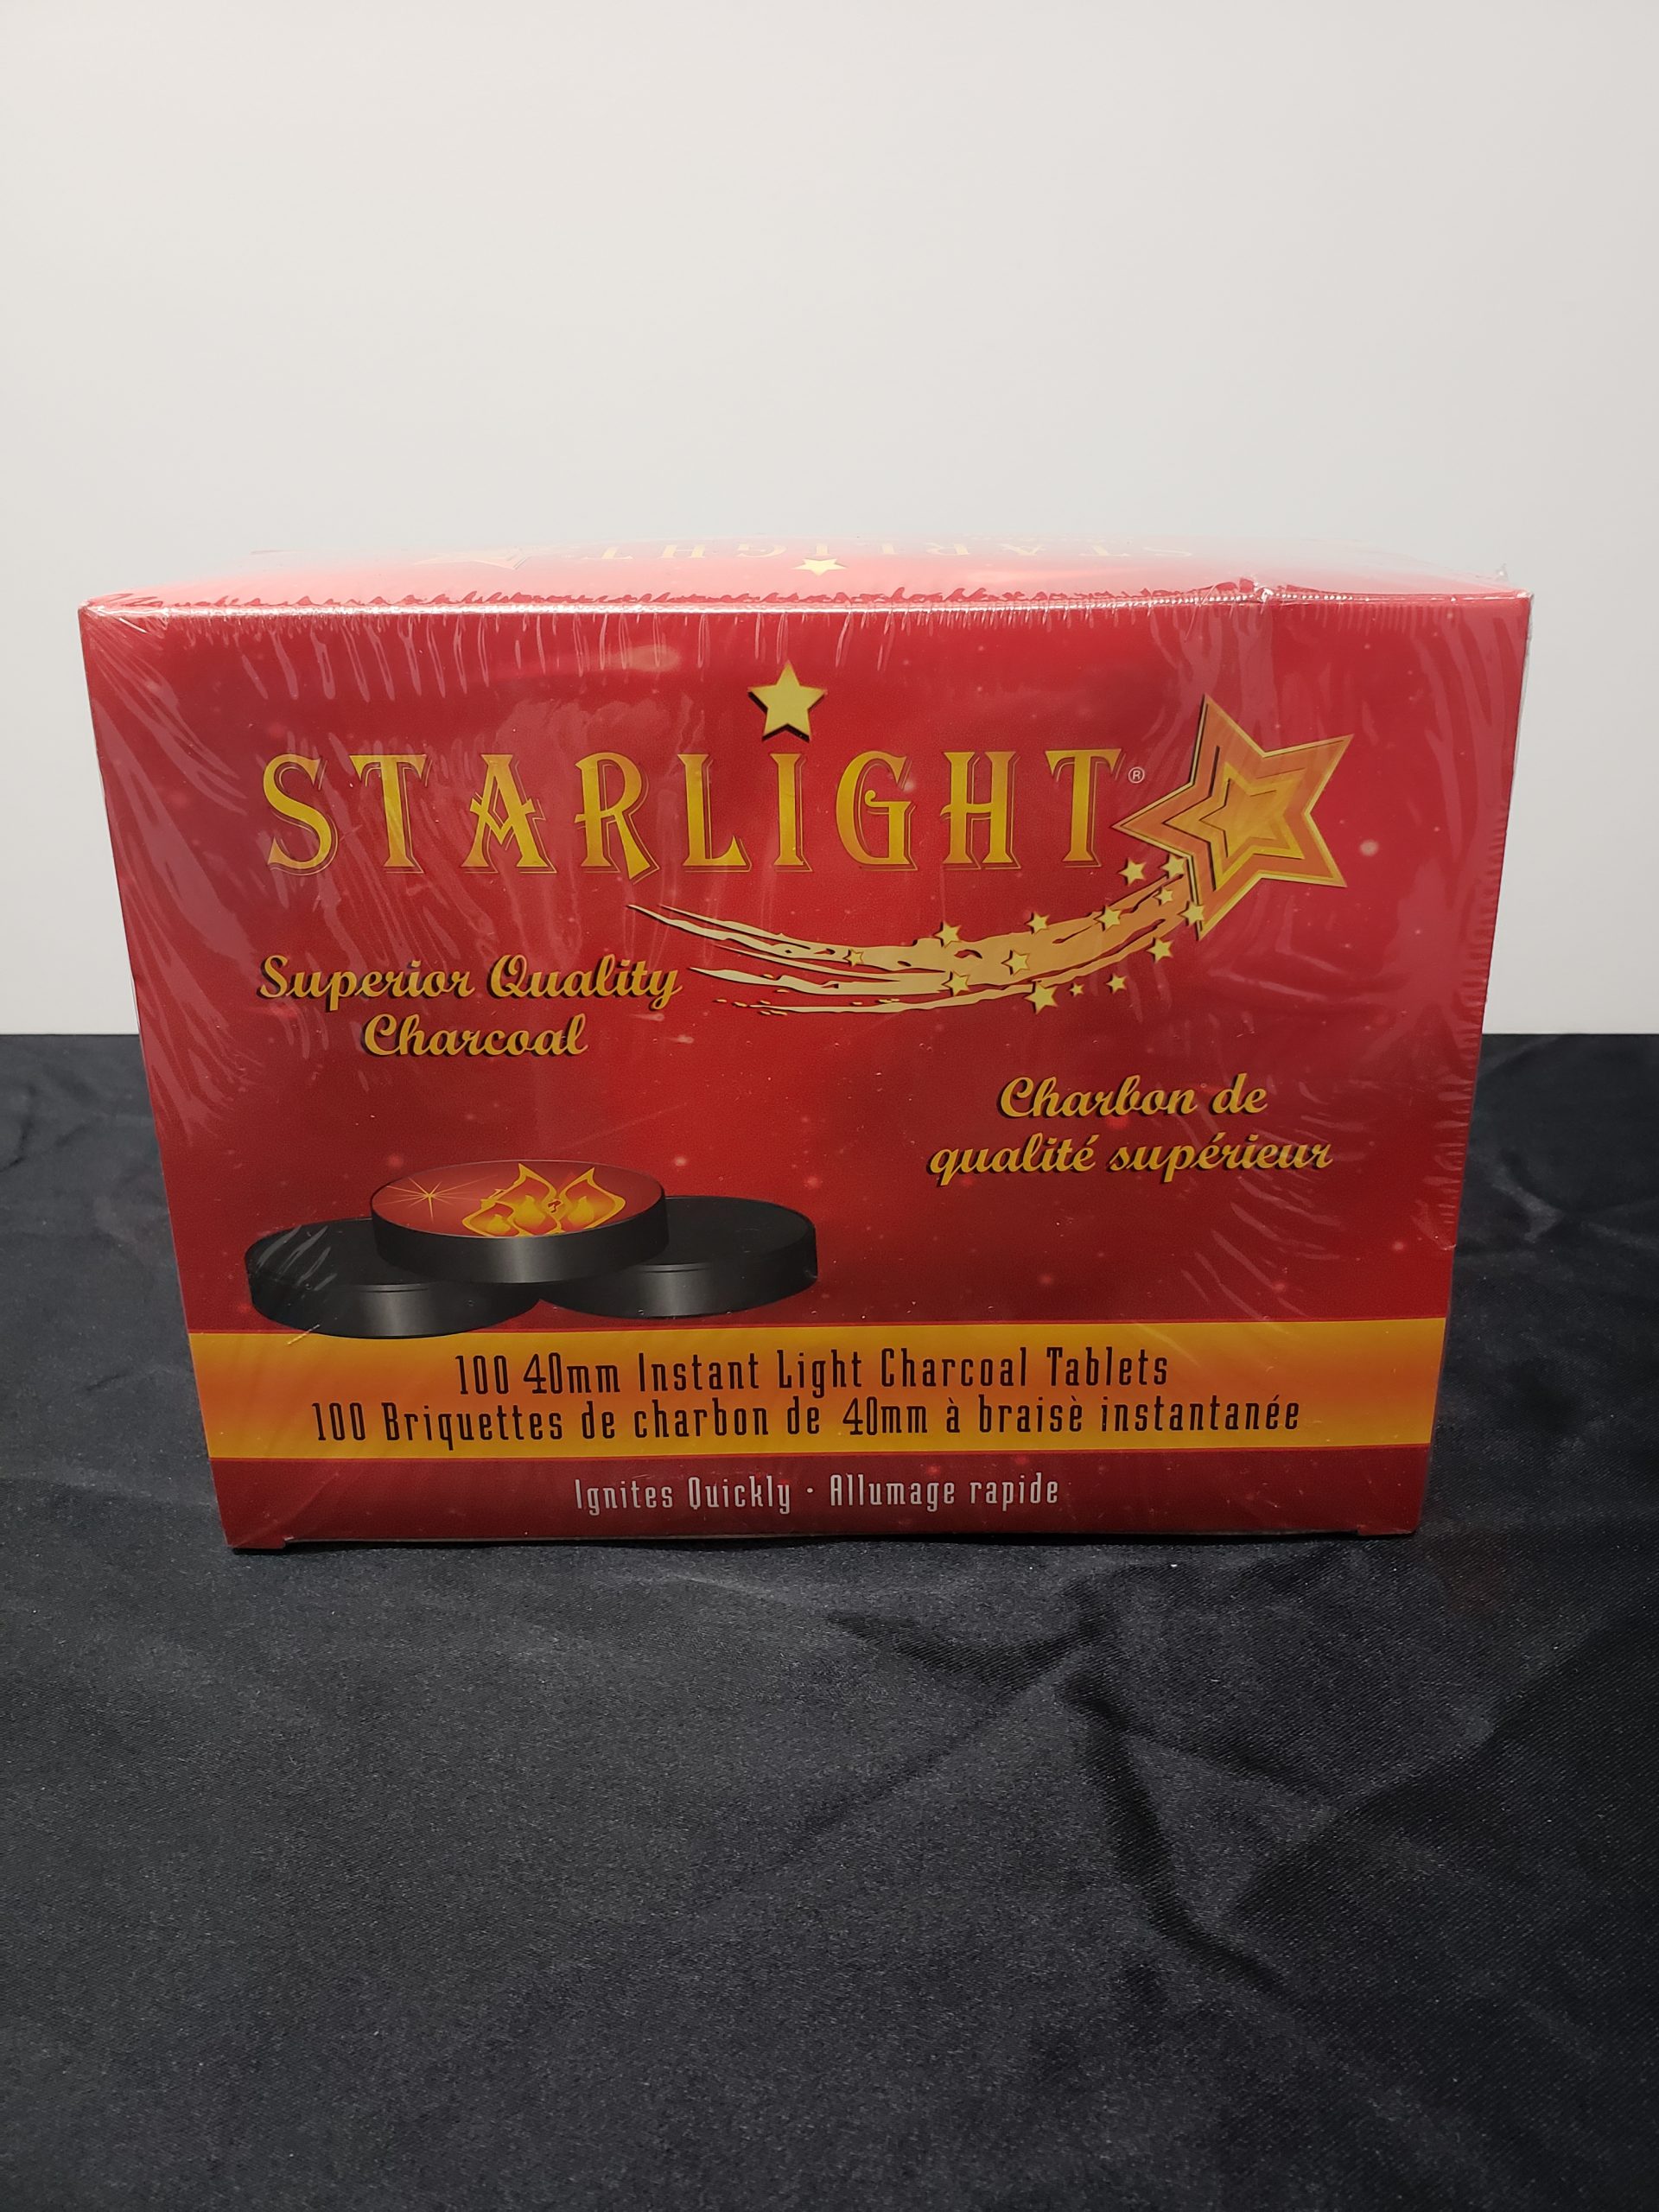 STARLIGHT
STARLIGHT®
Superior Quality
Charcoal
Charbon de
qualité supérieur
100 40mm Instant Light Charcoal Tablets
100 Briquettes de charbon de 40mm à braisè instantanée
Ignites Quickly · Allumage rapide